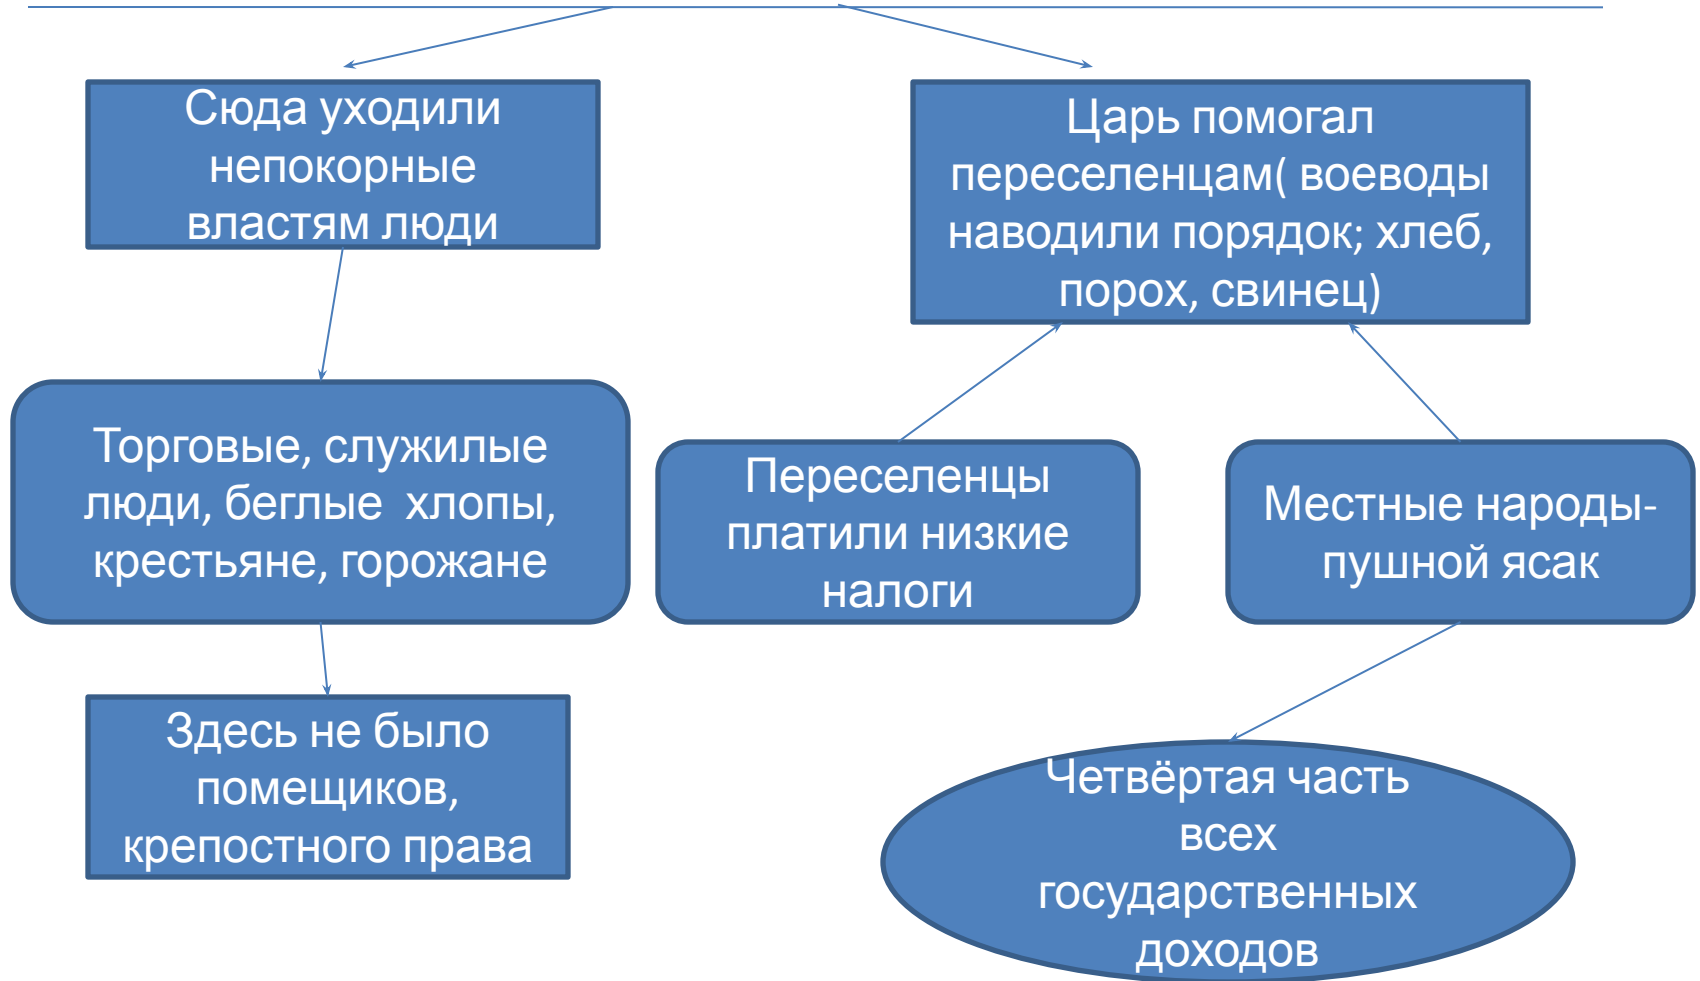 Сюда уходили
непокорные
властям люди
Царь помогал
переселенцам( воеводы
наводили порядок; хлеб,
порох, свинец)
Торговые, служилые
люди, беглые  хлопы,
крестьяне, горожане
Переселенцы
платили низкие
налоги
Местные народы-
пушной ясак
Здесь не было
помещиков,
крепостного права
Четвёртая часть
всех
государственных
доходов